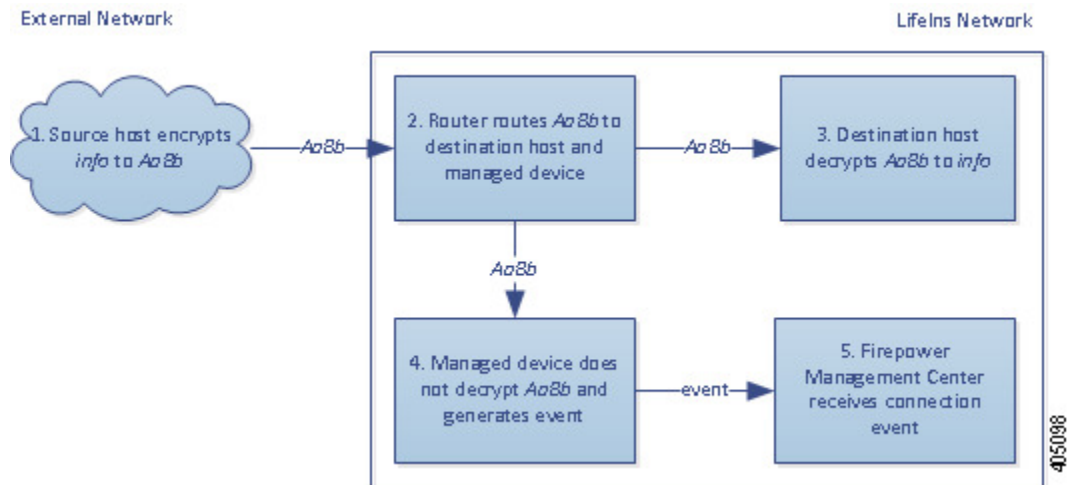 External Network
LifeIns Network
1. Source host encrypts
info to Aa8b
Aa8b
2. Router routes Aa8b to
destination host and
managed device
Aa8b
3. Destination host
decrypts Aa8b to info
Aa8b
4. Managed device does
not decrypt Aa8b and
generates event
event
5. Firepower
Management Center
receives connection
event
405098